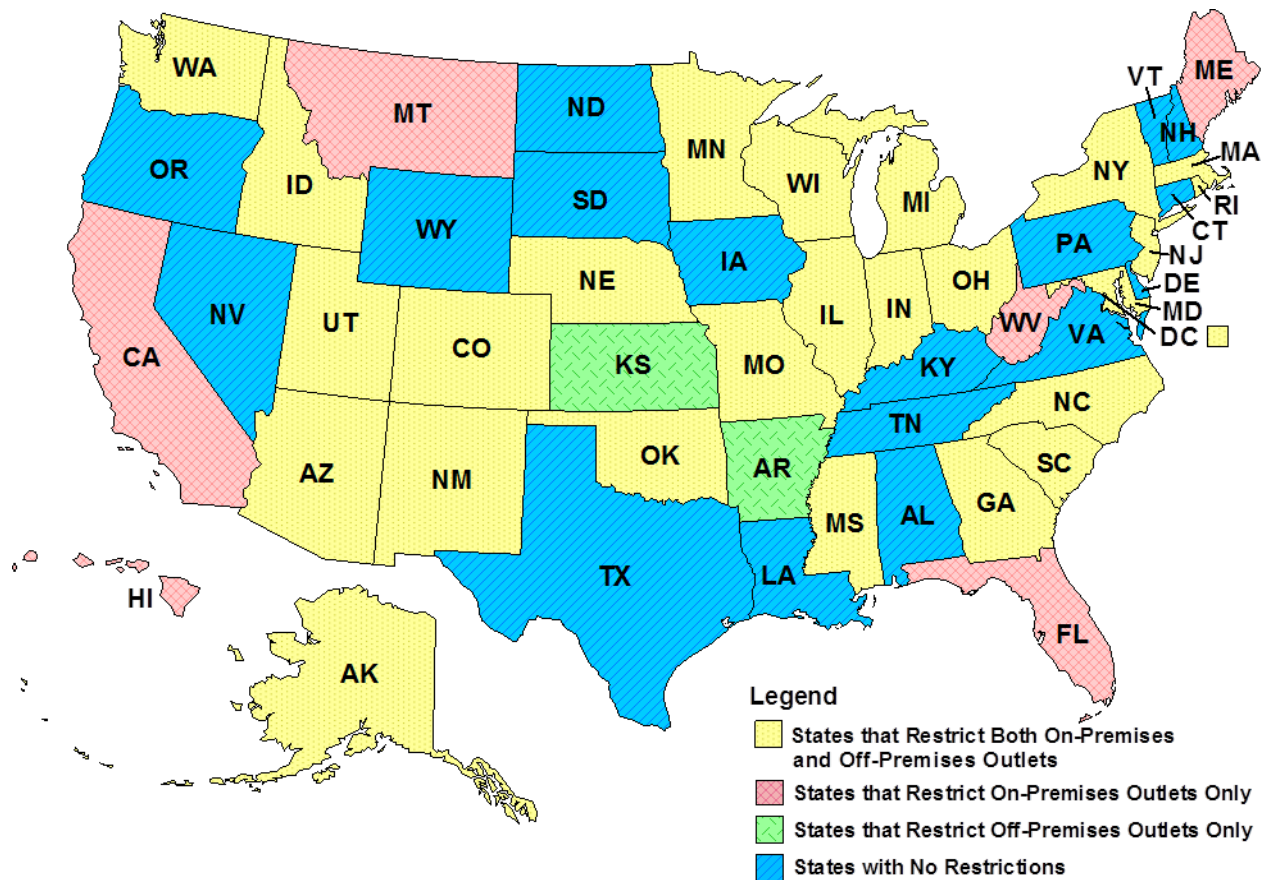 WA
MT
ND
MN
VT
ME
NH
OR
ID
SD
WI
MI
NY
MA
RI
WY
CT
IA
PA
NJ
NE
OH
DE
NV
UT
IL
IN
MD
CA
CO
WV
VA
DC
KS
MO
KY
NC
TN
AZ
NM
OK
AR
SC
MS
AL
GA
TX
LA
HI
FL
AK
Legend
States that Restrict Both On-Premises
and Off-Premises Outlets
States that Restrict On-Premises Outlets Only
States that Restrict Off-Premises Outlets Only
States with No Restrictions